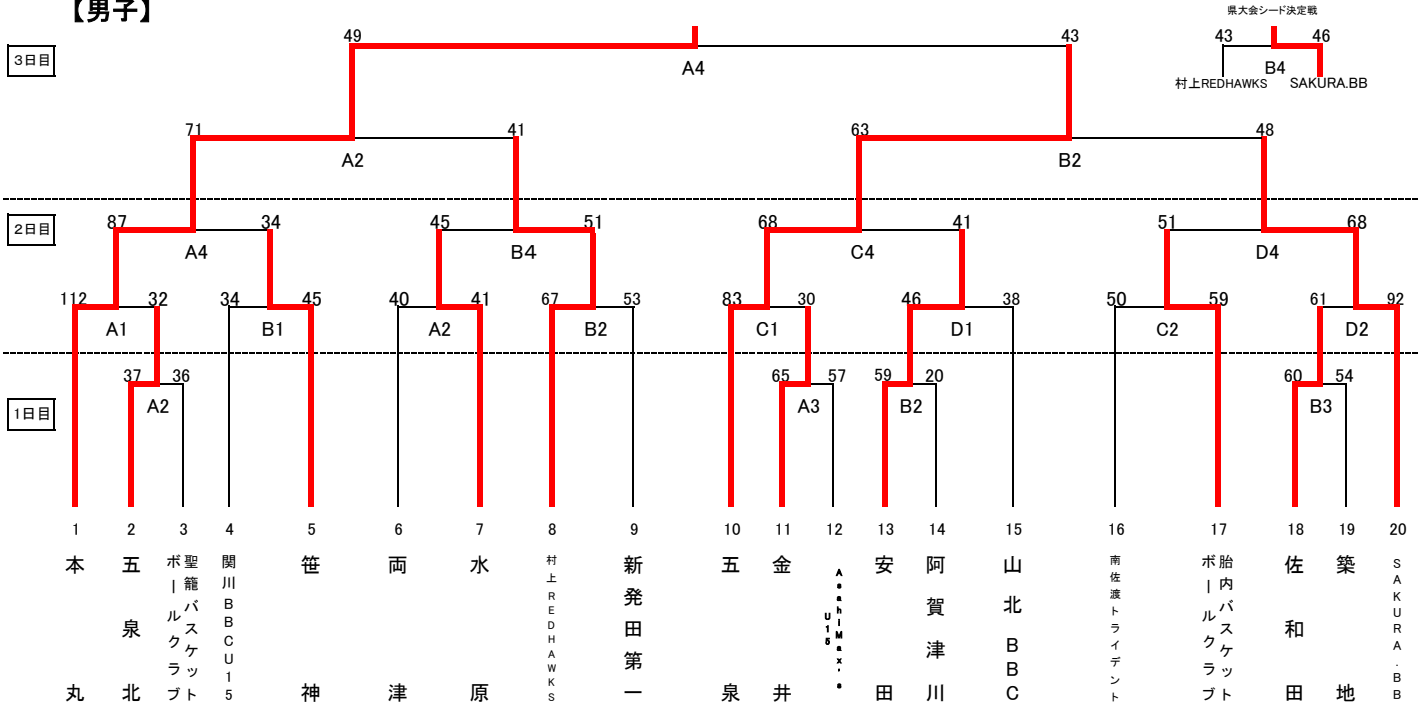 【男子】
県大会シード決定戦
49
43
43
46
3日目
A4
B4
村上REDHAWKS
SAKURA.BB
71
41
63
48
A2
B2
2日目
87
34
45
51
68
41
51
68
A4
B4
C4
D4
112
32
34
45
40
41
67
53
83
30
46
38
50
59
61
92
A1
B1
A2
B2
C1
D1
C2
D2
1日目
37
36
65
57
59
20
60
54
A2
A3
B2
B3
1
2
3
4
5
6
7
8
9
10
11
12
13
14
15
16
17
18
19
20
本丸
五泉北
聖籠バスケット
ボールクラブ
関川BBCU15
笹神
両津
水原
村上REDHAWKS
新発田第一
五泉
金井
U15
安田
阿賀津川
山北BBC
南佐渡トライデント
胎内バスケット
ボールクラブ
佐和田
築地
SAKURA.BB